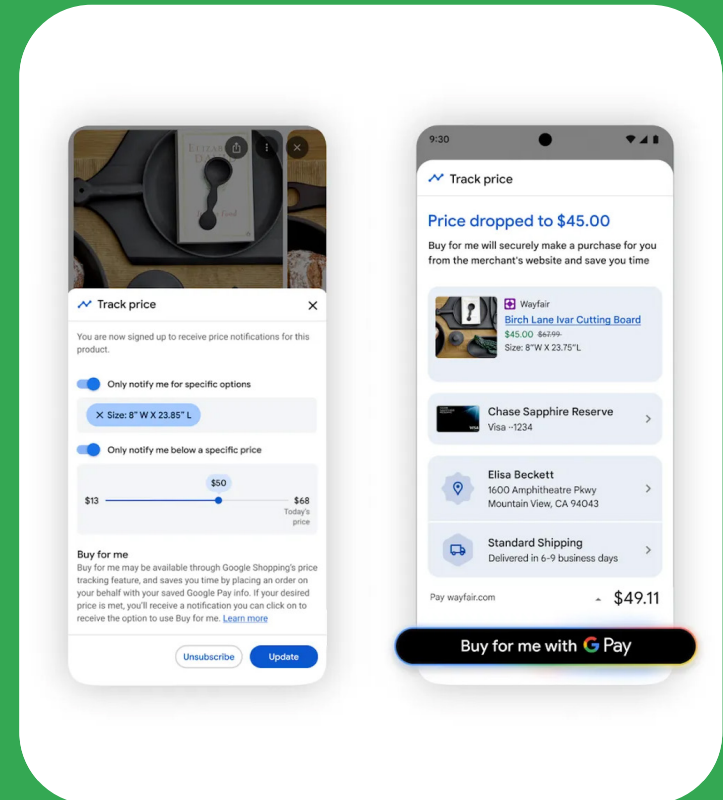 ELIZAB
D
Track price
You are now signed up to receive price notifications for this
product.
Only notify me for specific options
× Size: 8" W X 23.85" L
Only notify me below a specific price
$50
$13
$68
Today's
price
Buy for me
Buy for me may be available through Google Shopping's price
tracking feature, and saves you time by placing an order on
your behalf with your saved Google Pay info. If your desired
price is met, you'll receive a notification you can click on to
receive the option to use Buy for me. Learn more
Unsubscribe
Update
9:30
Track price
Price dropped to $45.00
Buy for me will securely make a purchase for you
from the merchant's website and save you time
Wayfair
Birch Lane Ivar Cutting Board
$45.00 $67.99
Size: 8"W X 23.75"L
Chase Sapphire Reserve
VISA
Visa ··1234
Elisa Beckett
1600 Amphitheatre Pkwy
Mountain View, CA 94043
Standard Shipping
Delivered in 6-9 business days
Pay wayfair.com
$49.11
Buy for me with G Pay